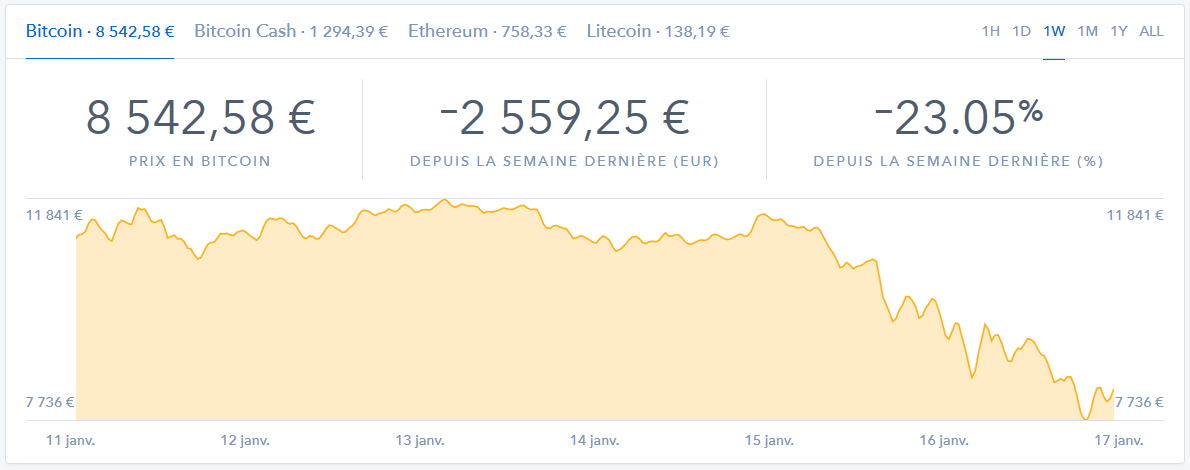 Bitcoin · 8 542,58 € Bitcoin Cash · 1 294,39 € Ethereum · 758,33 € Litecoin · 138,19 € 1H 1D 1W 1M 1Y ALL
8 542,58 € −2 559,25 € −23.05%
PRIX EN BITCOIN DEPUIS LA SEMAINE DERNIÈRE (EUR) DEPUIS LA SEMAINE DERNIÈRE (%)
11 841 € 11 841 €
7 736 € 7 736 €
11 janv. 12 janv. 13 janv. 14 janv. 15 janv. 16 janv. 17 janv.